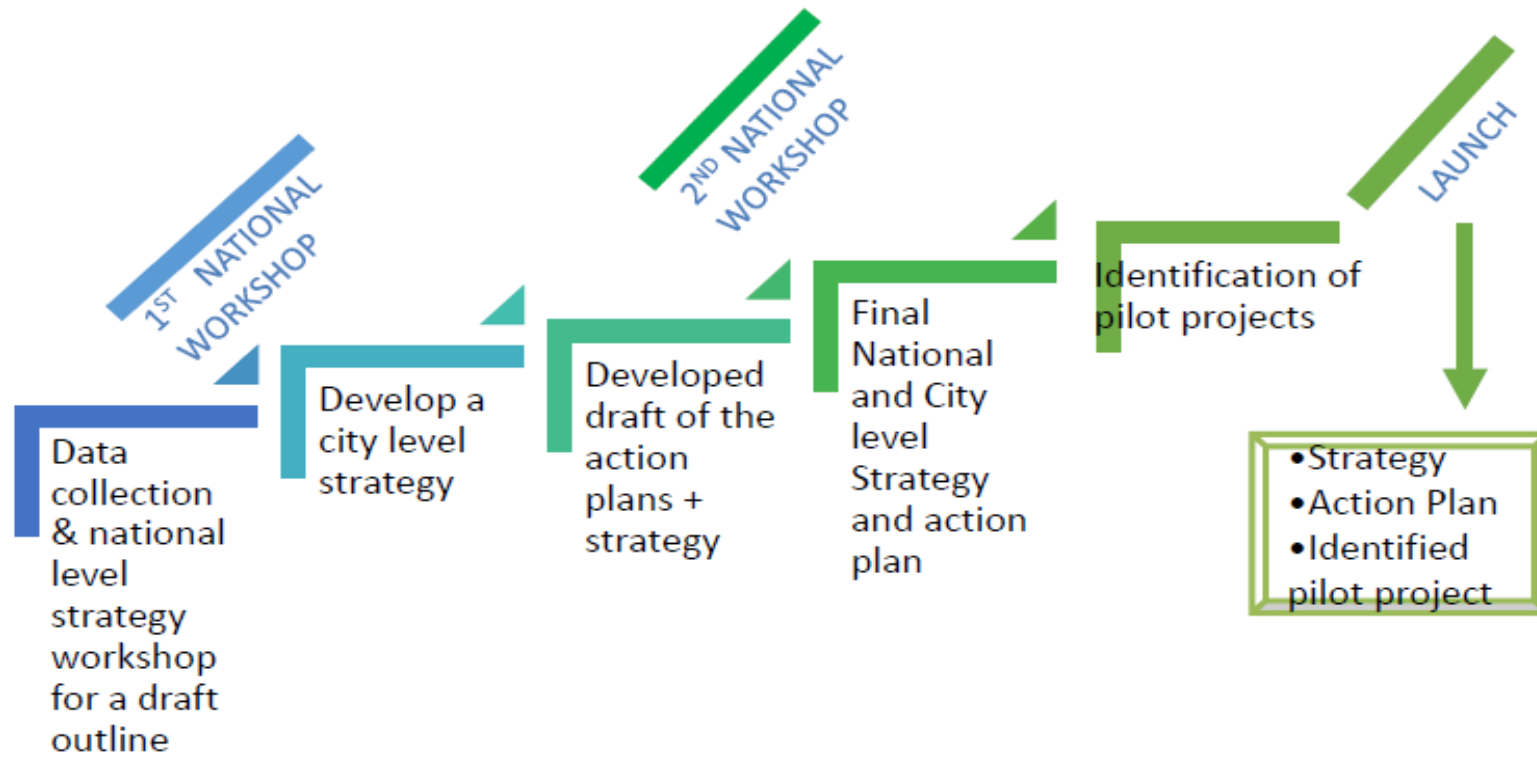 1ST NATIONAL
WORKSHOP
2ND NATIONAL
WORKSHOP
LAUNCH
Data
collection
& national
level
strategy
workshop
for a draft
outline
Develop a
city level
strategy
Developed
draft of the
action
plans +
strategy
Final
National
and City
level
Strategy
and action
plan
Identification of
pilot projects
•Strategy
•Action Plan
•Identified
pilot project